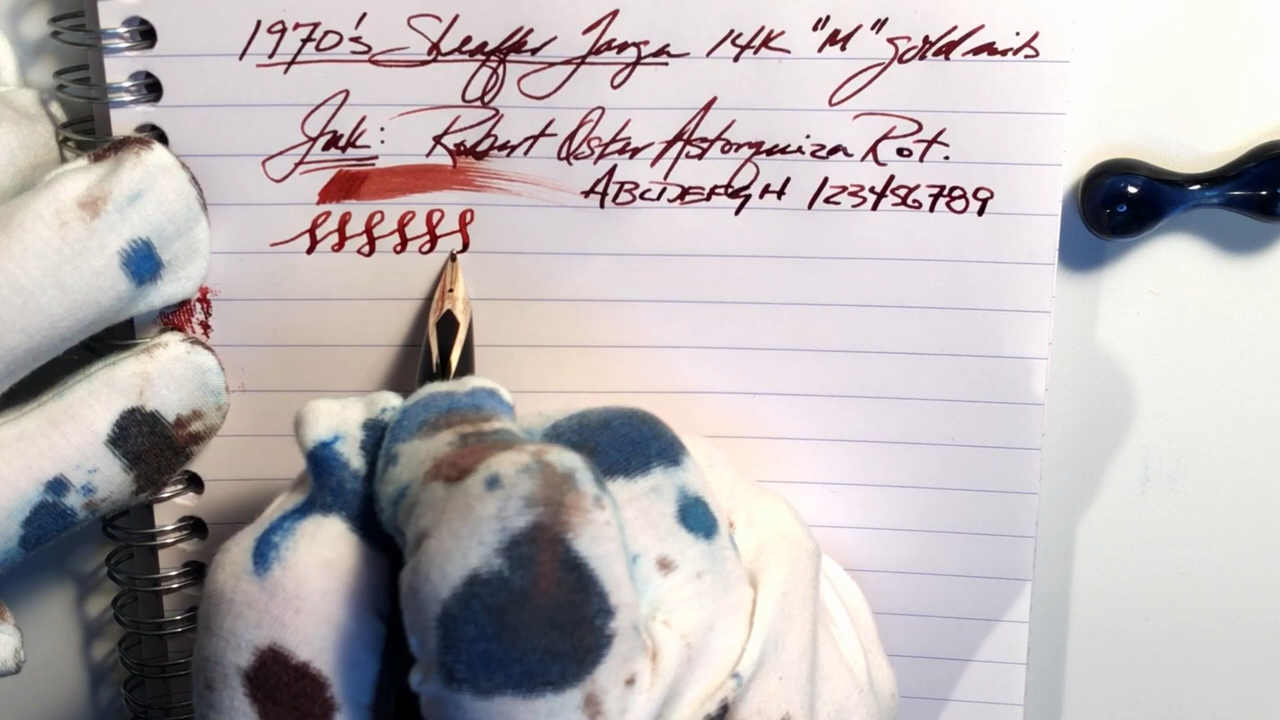 1970's Sheaffer Targa 14K "M" gold nib
Ink: Robert Oster Astorquiza Rot.
ABCDEFGH 123456789